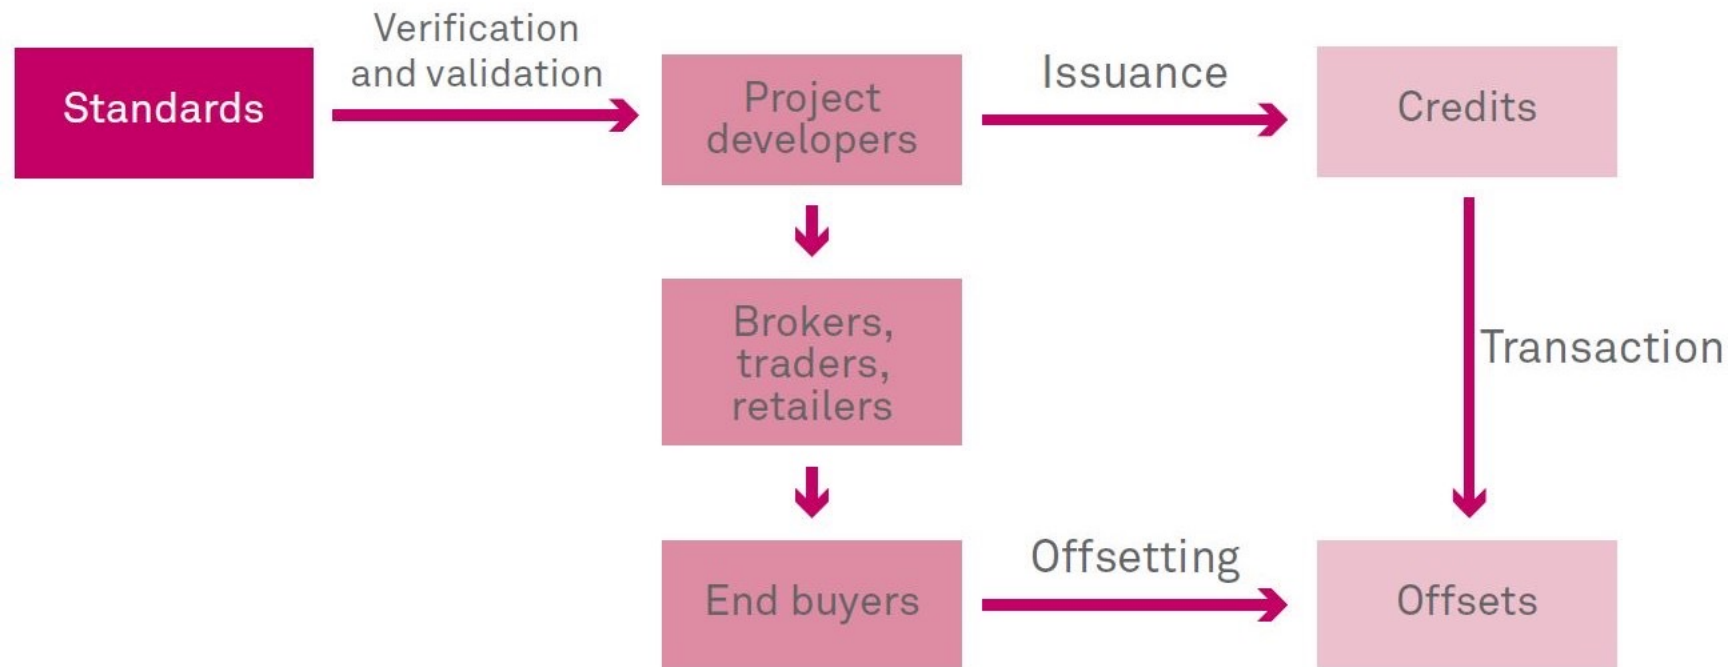 Verification
and validation
Standards
Project
developers
Issuance
Credits
Brokers,
traders,
retailers
Transaction
End buyers
Offsetting
Offsets